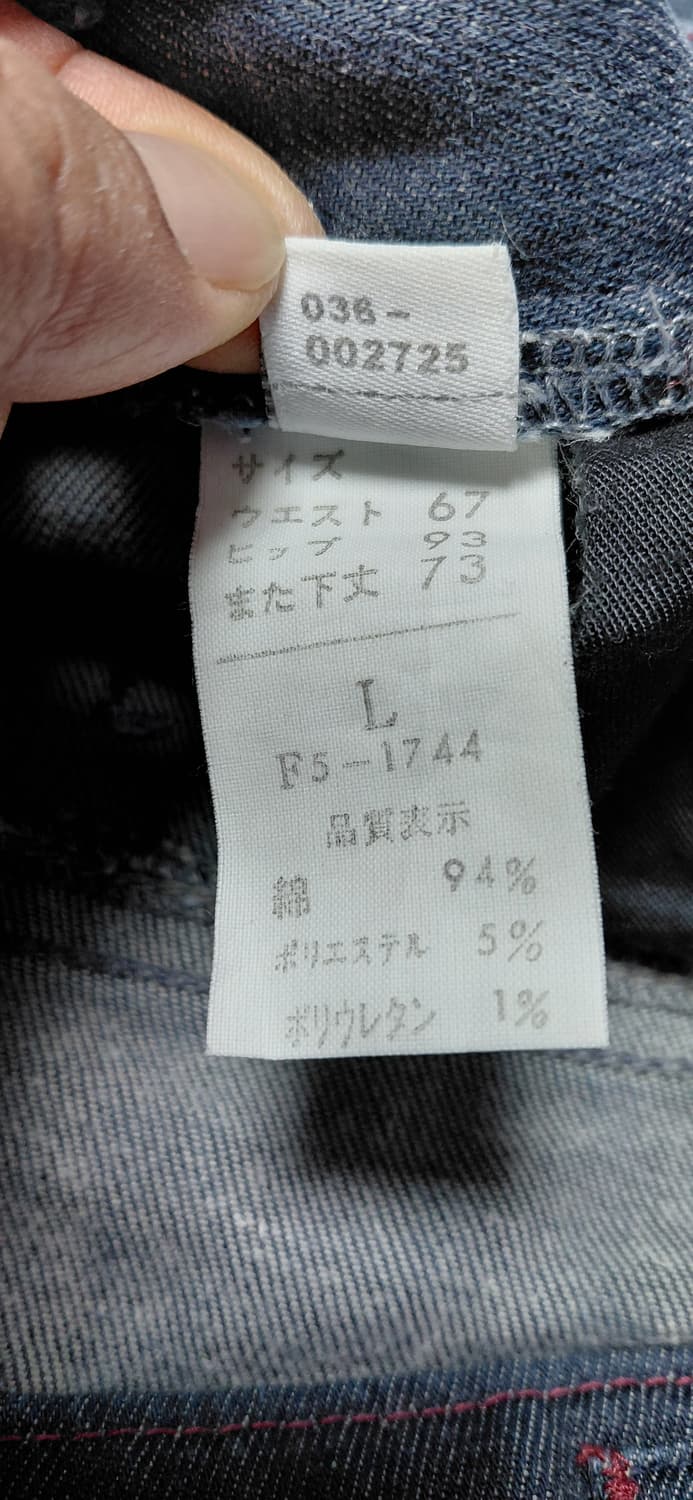 036-
002725
サイズ
ウエスト 67
ヒップ 93
また下丈 73
L
F5-1744
品質表示
綿 94%
ポリエステル 5%
ポリウレタン 1%